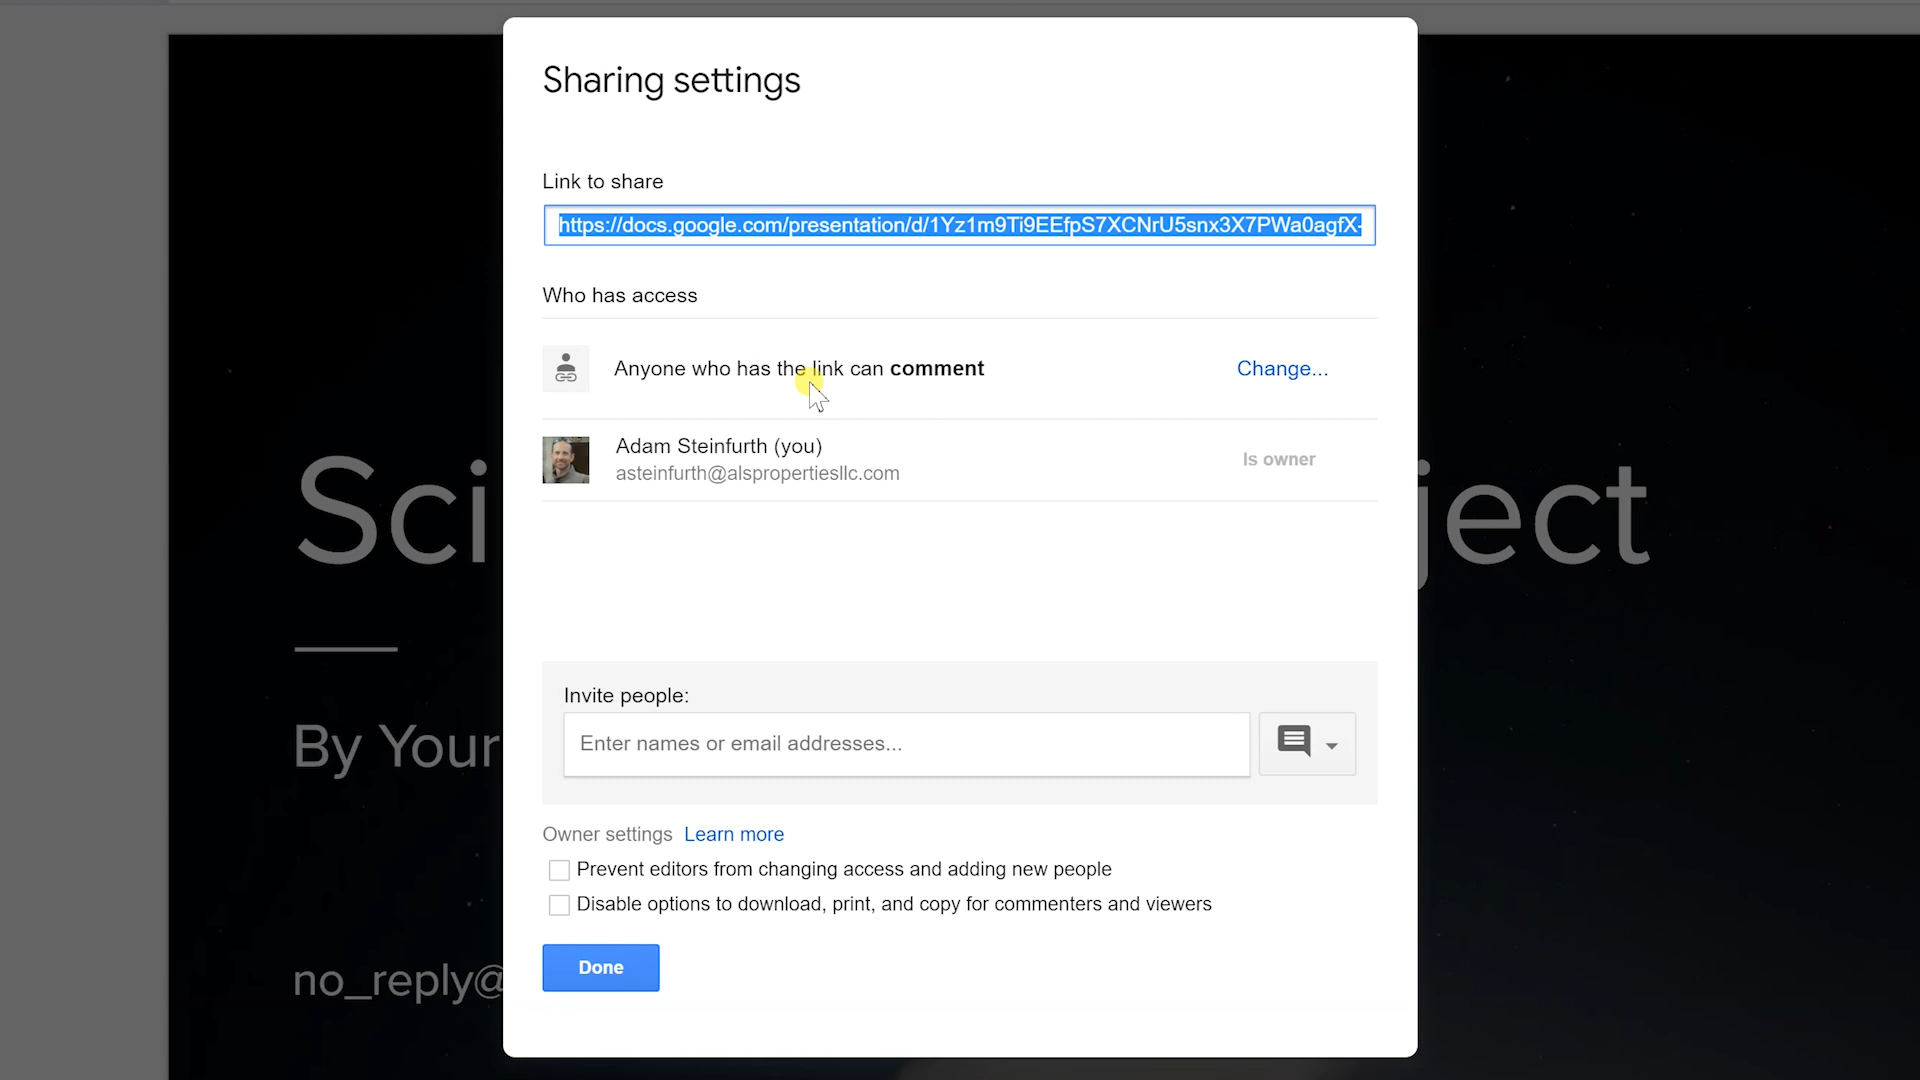 Sharing settings
Link to share
https://docs.google.com/presentation/d/1Yz1m9Ti9EEfpS7XCNrU5snx3X7PWa0agfX-
Who has access
Anyone who has the link can comment
Change...
Adam Steinfurth (you)
asteinfurth@alspropertiesllc.com
Is owner
Sci
ject
By Your
Invite people:
Enter names or email addresses...
Owner settings Learn more
Prevent editors from changing access and adding new people
Disable options to download, print, and copy for commenters and viewers
Done
no_reply@